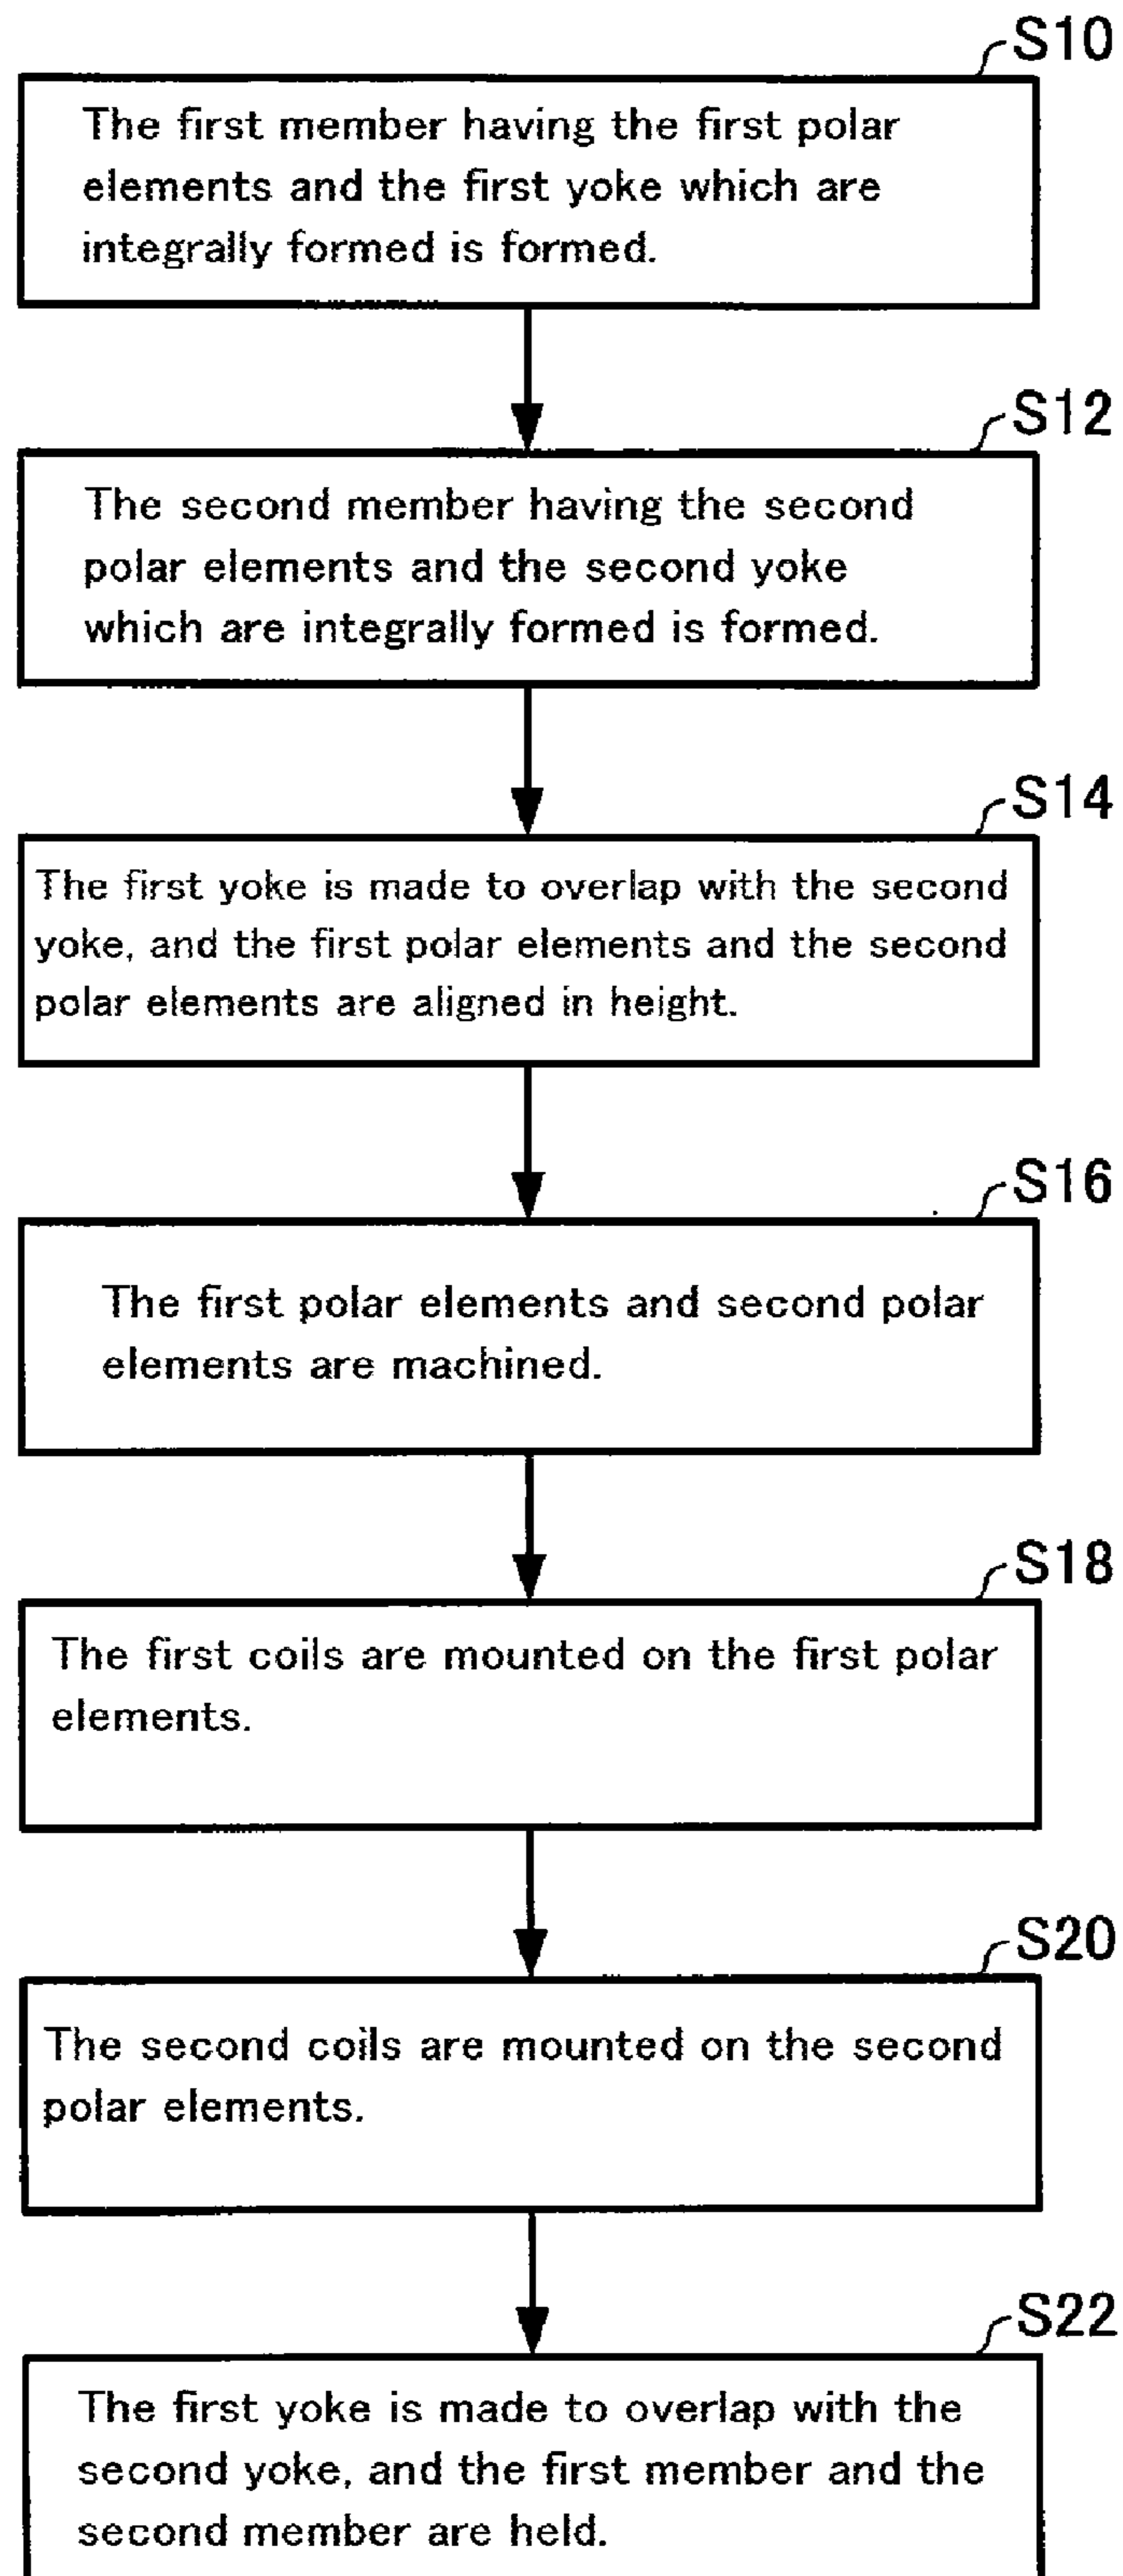 S10
The first member having the first polar
elements and the first yoke which are
integrally formed is formed.
S12
The second member having the second
polar elements and the second yoke
which are integrally formed is formed.
S14
The first yoke is made to overlap with the second
yoke, and the first polar elements and the second
polar elements are aligned in height.
S16
The first polar elements and second polar
elements are machined.
S18
The first coils are mounted on the first polar
elements.
S20
The second coils are mounted on the second
polar elements.
S22
The first yoke is made to overlap with the
second yoke, and the first member and the
second member are held.